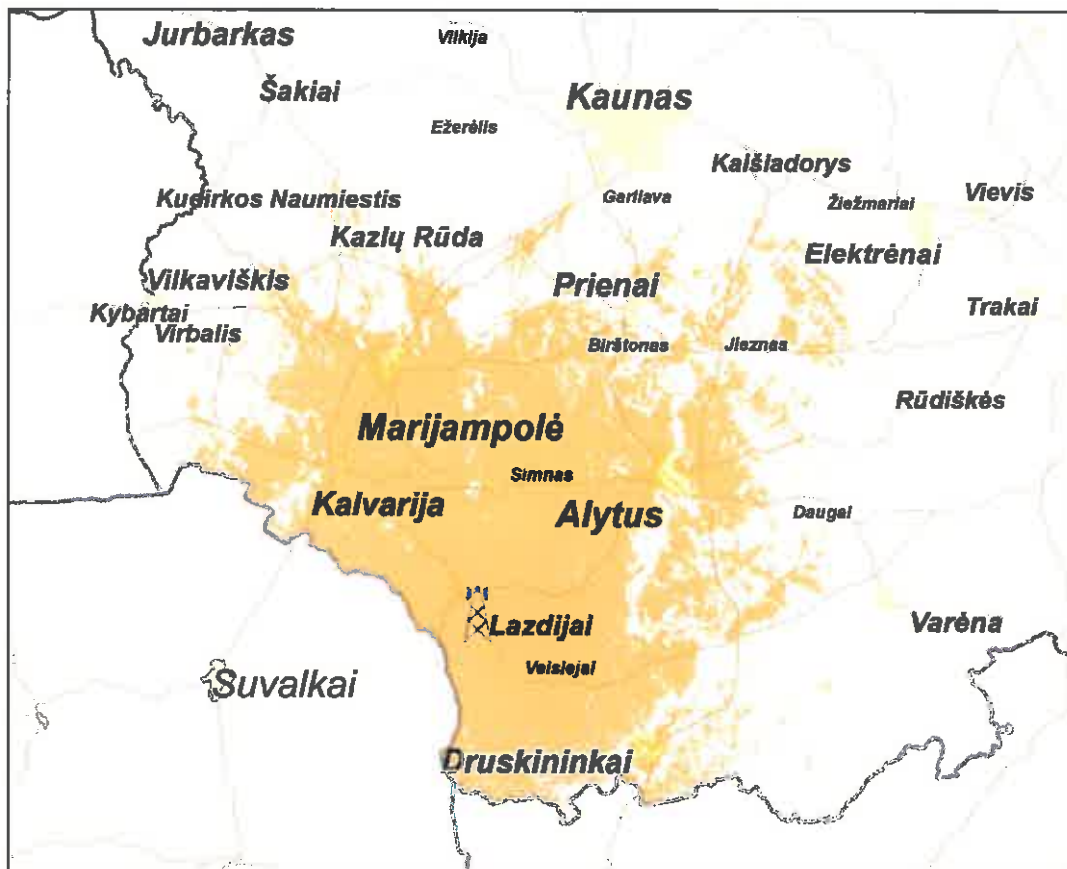 Jurbarkas
Vilkija
Šakiai
Kaunas
Ežerėlis
Kaišiadorys
Kudirkos Naumiestis
Garliava
Žiežmariai
Vievis
Kazlų Rūda
Elektrėnai
Vilkaviškis
Prienai
Kybartai
Trakai
Virbalis
Birštonas
Jieznas
Rūdiškės
Marijampolė
Simnas
Kalvarija
Alytus
Daugai
Lazdijai
Varėna
Veisiejai
Suvalkai
Druskininkai